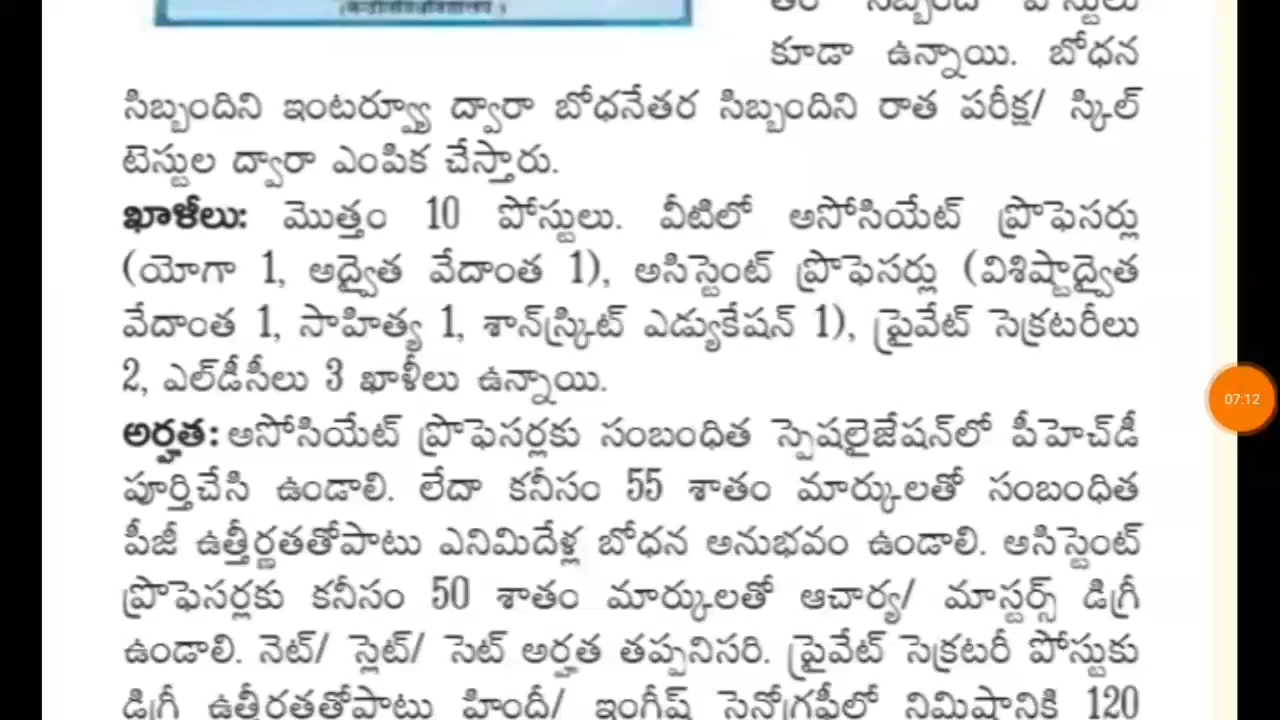 కూడా ఉన్నాయి. బోధన
సిబ్బందిని ఇంటర్వ్యూ ద్వారా బోధనేతర సిబ్బందిని రాత పరీక్ష/ స్కిల్
టెస్టుల ద్వారా ఎంపిక చేస్తారు.
ఖాళీలు: మొత్తం 10 పోస్టులు. వీటిలో అసోసియేట్ ప్రొఫెసర్లు
(యోగా 1, అద్వైత వేదాంత 1), అసిస్టెంట్ ప్రొఫెసర్లు (విశిష్టాద్వైత
వేదాంత 1, సాహిత్య 1, శాన్‌స్క్రిట్ ఎడ్యుకేషన్ 1), ప్రైవేట్ సెక్రటరీలు
2, ఎల్‌డీసీలు 3 ఖాళీలు ఉన్నాయి.
07:12
అర్హత: అసోసియేట్ ప్రొఫెసర్లకు సంబంధిత స్పెషలైజేషన్‌లో పీహెచ్‌డీ
పూర్తిచేసి ఉండాలి. లేదా కనీసం 55 శాతం మార్కులతో సంబంధిత
పీజీ ఉత్తీర్ణతతోపాటు ఎనిమిదేళ్ల బోధన అనుభవం ఉండాలి. అసిస్టెంట్
ప్రొఫెసర్లకు కనీసం 50 శాతం మార్కులతో ఆచార్య/ మాస్టర్స్ డిగ్రీ
ఉండాలి. నెట్/ స్లెట్/ సెట్ అర్హత తప్పనిసరి. ప్రైవేట్ సెక్రటరీ పోస్టుకు
డిగ్రీ ఉత్తీర్ణతతోపాటు హిందీ/ ఇంగ్లీష్ స్టెనోగ్రఫీలో నిమిషానికి 120